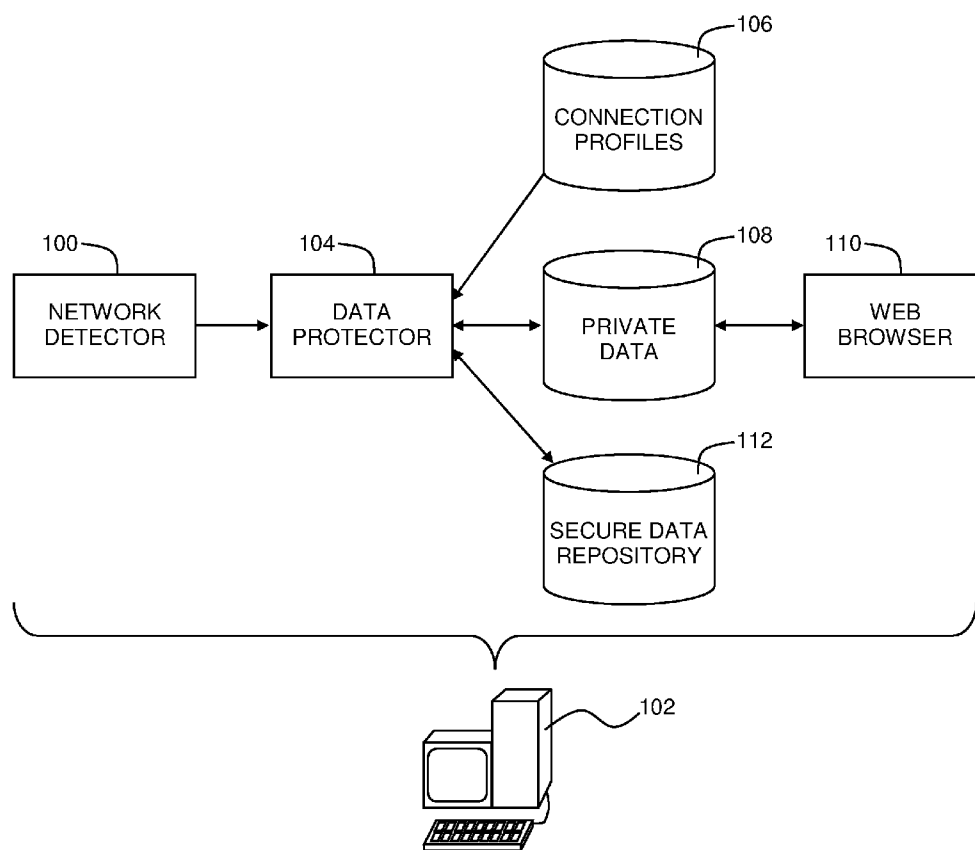 106
CONNECTION
PROFILES
100
104
108
110
NETWORK
DETECTOR
DATA
PROTECTOR
PRIVATE
DATA
WEB
BROWSER
112
SECURE DATA
REPOSITORY
102